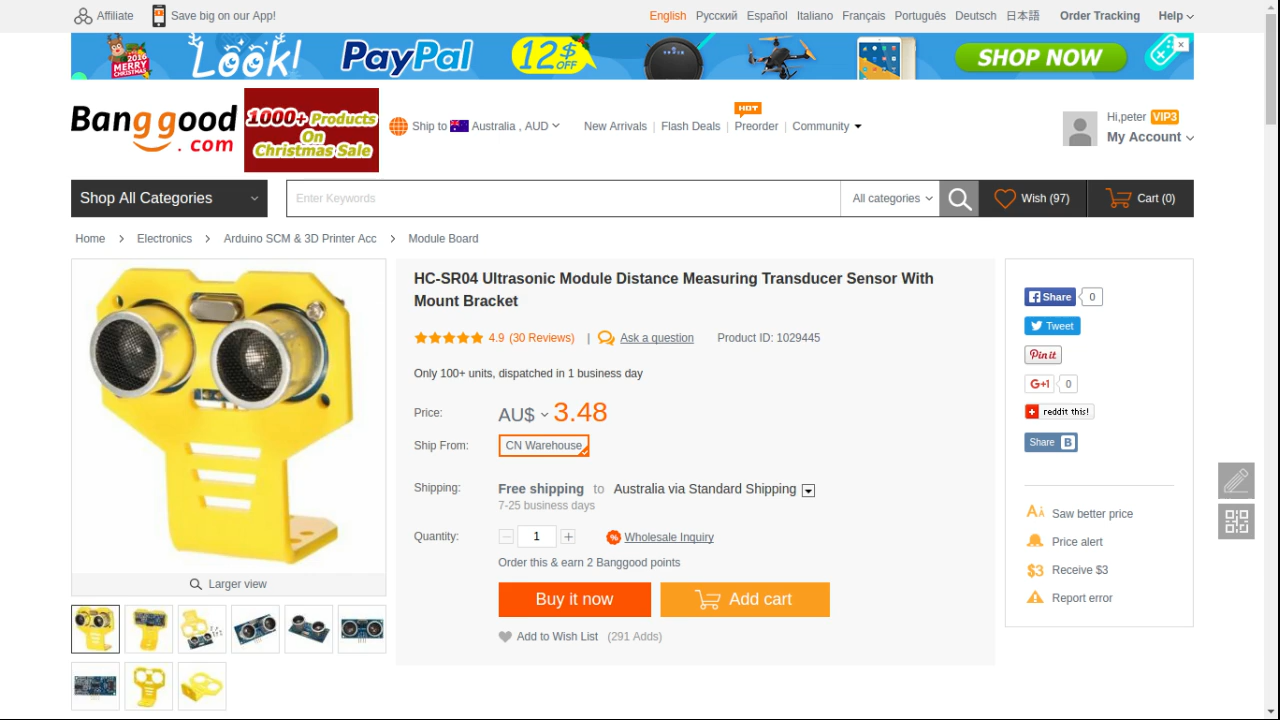 Affiliate
Save big on our App!
English Русский Español Italiano Français Português Deutsch 日本語 Order Tracking Help
2016 MERRY CHRISTMAS
Look! PayPal 12$ OFF SHOP NOW
Banggood.com
1000+ Products On Christmas Sale
Ship to Australia , AUD
New Arrivals | Flash Deals | Preorder | Community
HOT
Hi,peter VIP3
My Account
Shop All Categories
Enter Keywords
All categories
Wish (97)
Cart (0)
Home > Electronics > Arduino SCM & 3D Printer Acc > Module Board
HC-SR04 Ultrasonic Module Distance Measuring Transducer Sensor With
Mount Bracket
4.9 (30 Reviews) | Ask a question Product ID: 1029445
Only 100+ units, dispatched in 1 business day
Price: AU$ 3.48
Ship From: CN Warehouse
Shipping: Free shipping to Australia via Standard Shipping
7-25 business days
Quantity: 1 + Wholesale Inquiry
Order this & earn 2 Banggood points
Buy it now
Add cart
Add to Wish List (291 Adds)
Larger view
Share 0
Tweet
Pin it
G+1 0
reddit this!
Share B
Saw better price
Price alert
$3 Receive $3
Report error